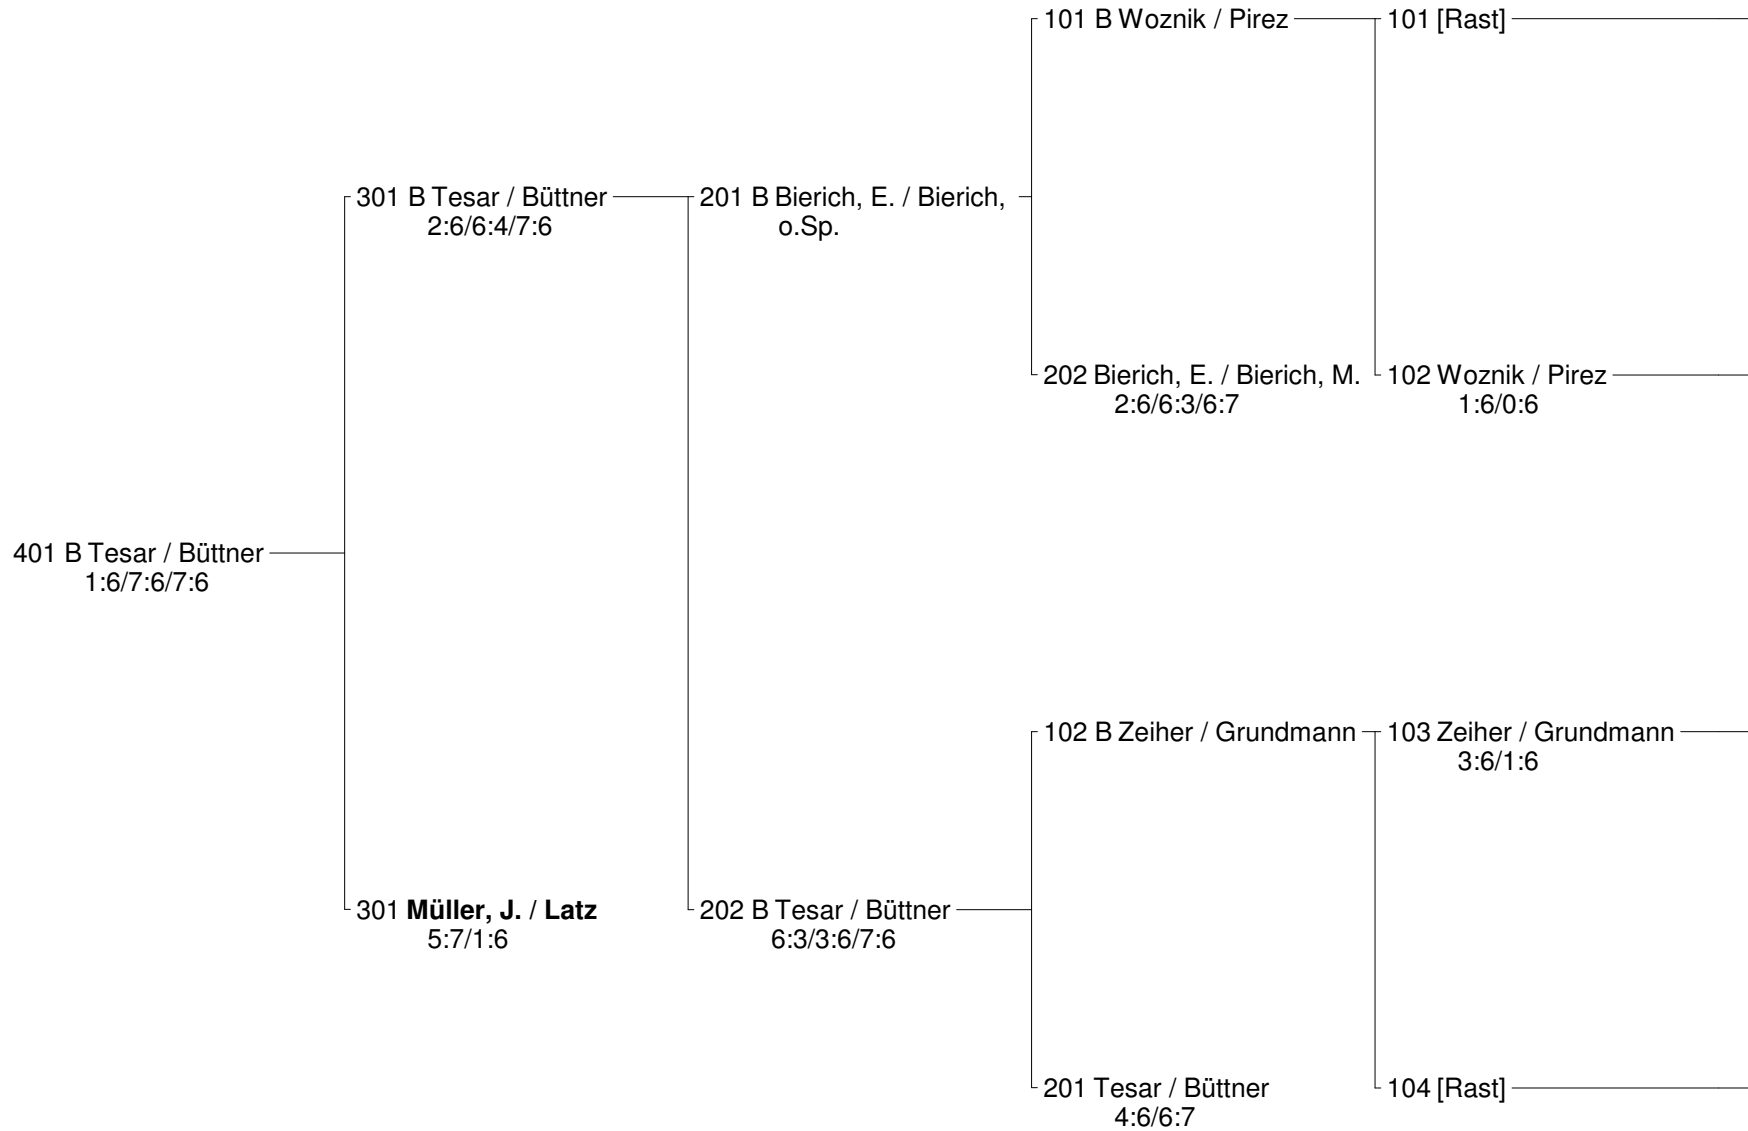 101 B Woznik / Pirez
101 [Rast]
301 B Tesar / Büttner
2:6/6:4/7:6
201 B Bierich, E. / Bierich,
o.Sp.
202 Bierich, E. / Bierich, M.
2:6/6:3/6:7
102 Woznik / Pirez
1:6/0:6
401 B Tesar / Büttner
1:6/7:6/7:6
102 B Zeiher / Grundmann
103 Zeiher / Grundmann
3:6/1:6
301 Müller, J. / Latz
5:7/1:6
202 B Tesar / Büttner
6:3/3:6/7:6
201 Tesar / Büttner
4:6/6:7
104 [Rast]